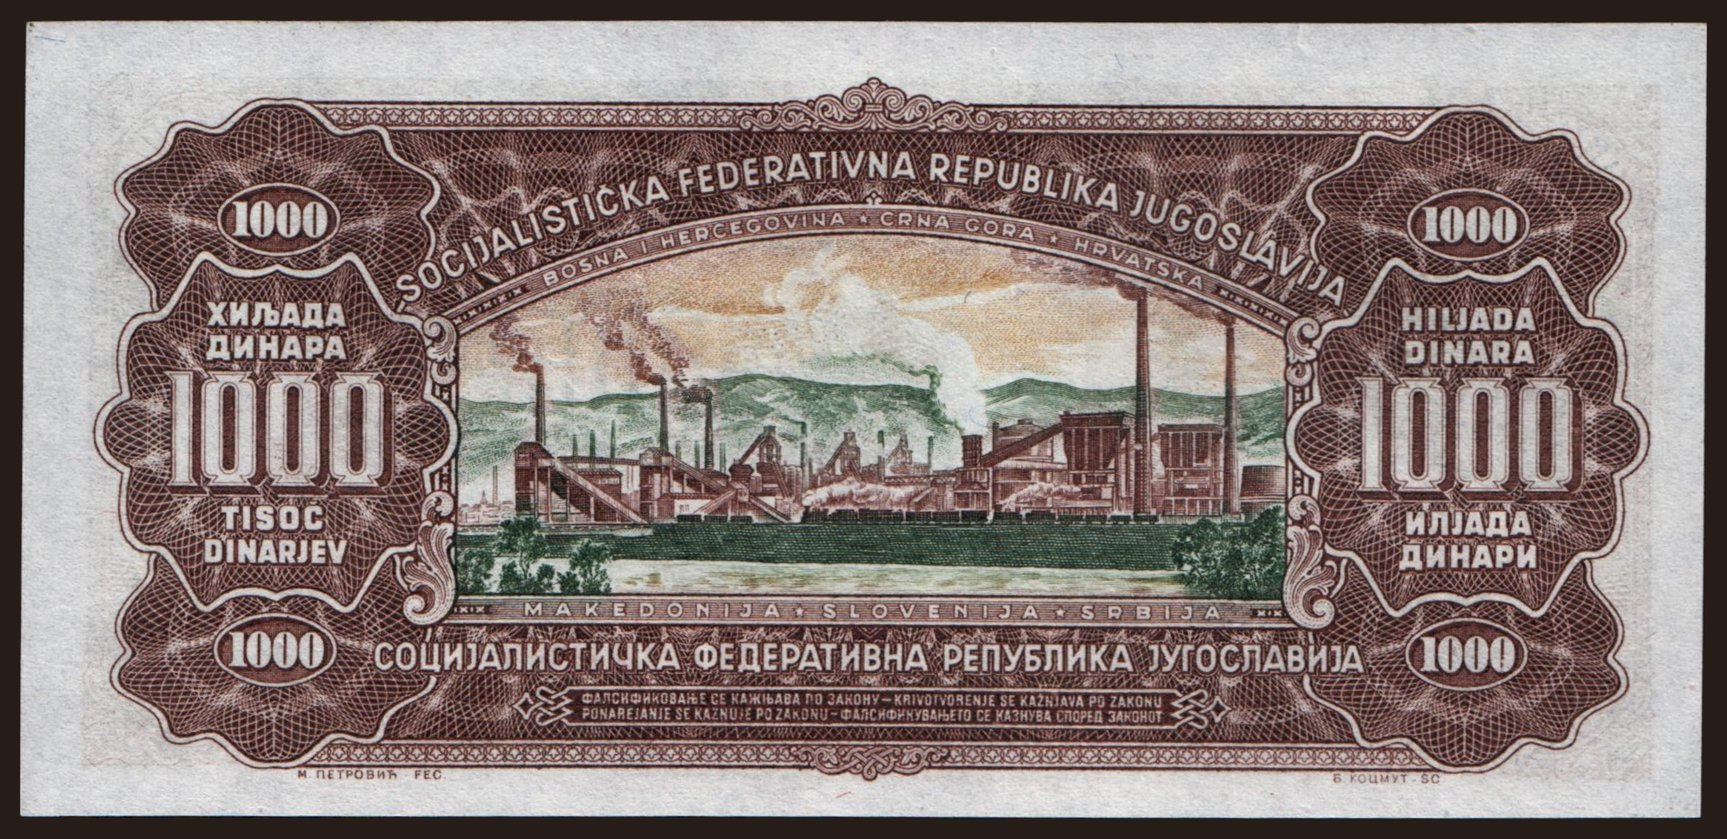 SOCIJALISTIČKA FEDERATIVNA REPUBLIKA JUGOSLAVIJA
BOSNA I HERCEGOVINA ★ CRNA GORA ★ HRVATSKA
1000
1000
ХИЉАДА
ДИНАРА
1000
TISOČ
DINARJEV
HILJADA
DINARA
1000
ИЛЈАДА
ДИНАРИ
MAKEDONIJA ★ SLOVENIJA ★ SRBIJA
1000
1000
СОЦИЈАЛИСТИЧКА ФЕДЕРАТИВНА РЕПУБЛИКА ЈУГОСЛАВИЈА
ФАЛСИФИКОВАЊЕ СЕ КАЖЊАВА ПО ЗАКОНУ – KRIVOTVORENJE SE KAZNJAVA PO ZAKONU
PONAREJANJE SE KAZNUJE PO ZAKONU – ФАЛСИФИКУВАЊЕТО СЕ КАЗНУВА СПОРЕД ЗАКОНОТ
М. ПЕТРОВИЋ - FEC.
Б. КОЦМУТ - SC